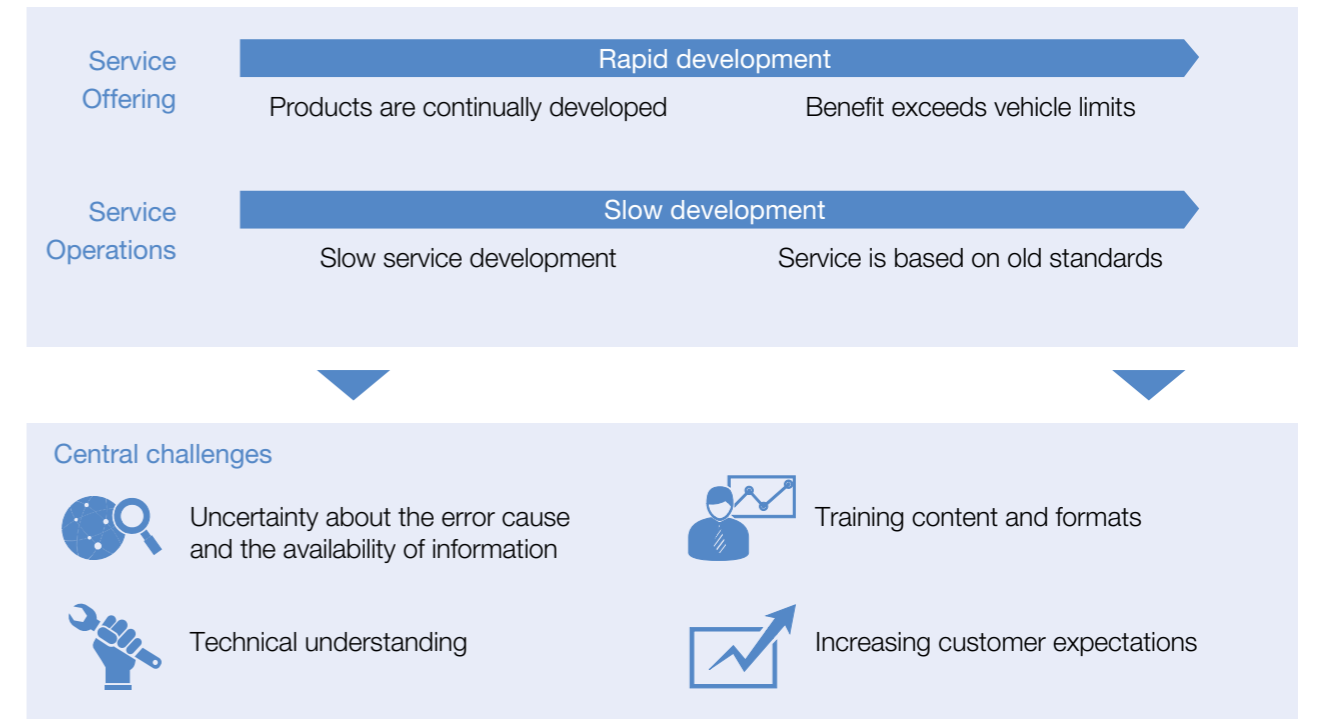 Service
Offering
Rapid development
Products are continually developed
Benefit exceeds vehicle limits
Service
Operations
Slow development
Slow service development
Service is based on old standards
Central challenges
Uncertainty about the error cause
and the availability of information
Training content and formats
Technical understanding
Increasing customer expectations